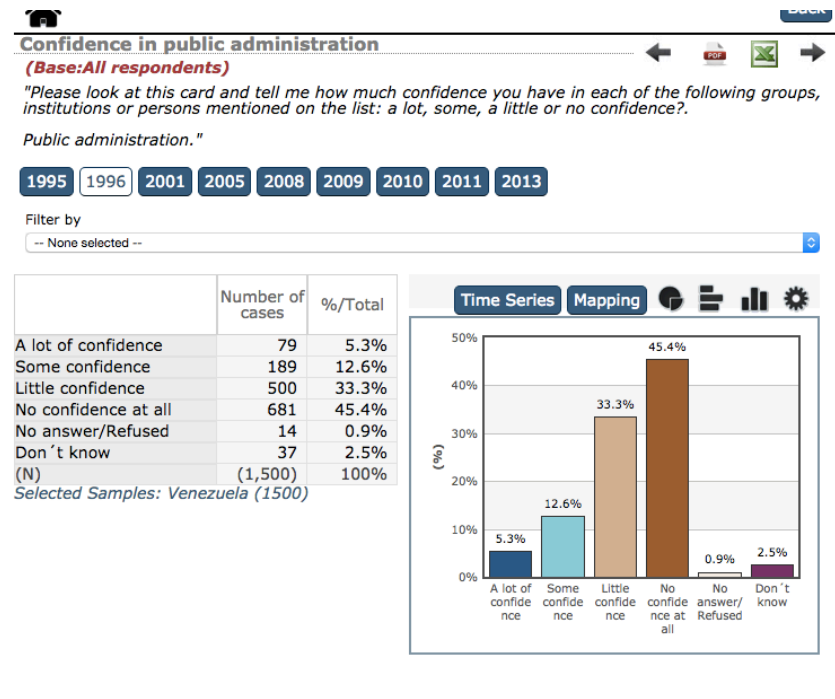 Back
Confidence in public administration
(Base:All respondents)
PDF
"Please look at this card and tell me how much confidence you have in each of the following groups,
institutions or persons mentioned on the list: a lot, some, a little or no confidence?.
Public administration."
1995 1996 2001 2005 2008 2009 2010 2011 2013
Filter by
-- None selected --
Number of
cases
%/Total
A lot of confidence 79 5.3%
Some confidence 189 12.6%
Little confidence 500 33.3%
No confidence at all 681 45.4%
No answer/Refused 14 0.9%
Don´t know 37 2.5%
(N) (1,500) 100%
Selected Samples: Venezuela (1500)
Time Series Mapping
50%
40%
30%
20%
10%
0%
(%)
5.3%
12.6%
33.3%
45.4%
0.9%
2.5%
A lot of
confide
nce
Some
confide
nce
Little
confide
nce
No
confide
nce at
all
No
answer/
Refused
Don´t
know